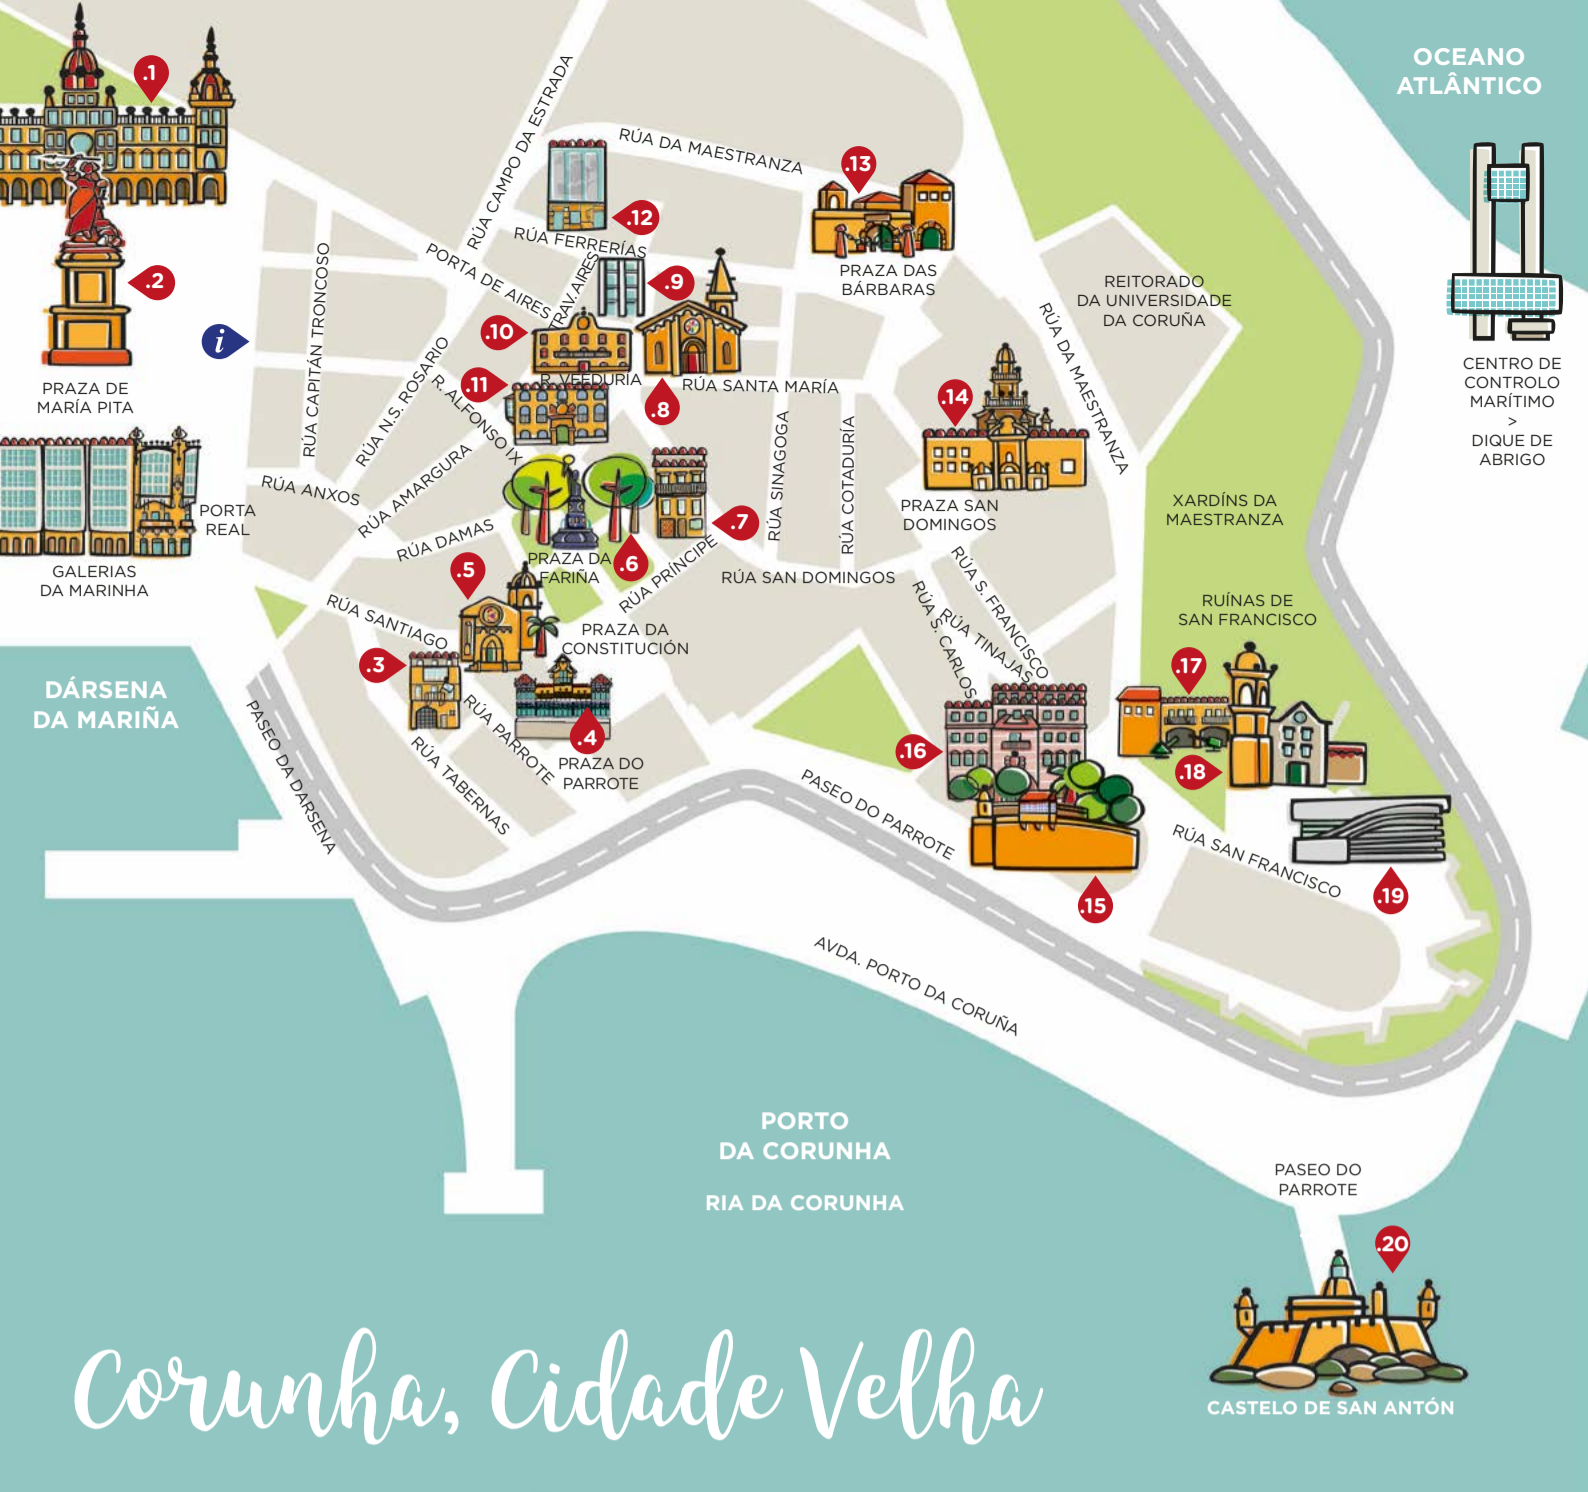 OCEANO
ATLÂNTICO
.1
RÚA CAMPO DA ESTRADA
RÚA DA MAESTRANZA
.13
.12
RÚA FERRERÍAS
PORTA DE AIRES
TRAV. AIRES
.2
.9
PRAZA DAS
BÁRBARAS
REITORADO
DA UNIVERSIDADE
DA CORUÑA
RÚA CAPITÁN TRONCOSO
i
.10
RÚA DA MAESTRANZA
PRAZA DE
MARÍA PITA
RÚA N.S. ROSARIO
R. ALFONSO IX
.11
R. VEEDURÍA
RÚA SANTA MARÍA
.8
.14
CENTRO DE
CONTROLO
MARÍTIMO
>
DIQUE DE
ABRIGO
RÚA AMARGURA
RÚA ANXOS
RÚA SINAGOGA
RÚA COTADURÍA
PRAZA SAN
DOMINGOS
XARDÍNS DA
MAESTRANZA
PORTA
REAL
RÚA DAMAS
.7
GALERIAS
DA MARINHA
.5
PRAZA DA
FARIÑA
.6
RÚA PRÍNCIPE
RÚA SAN DOMINGOS
RÚA S. FRANCISCO
RÚA TINAJAS
RÚA S. CARLOS
RUÍNAS DE
SAN FRANCISCO
RÚA SANTIAGO
PRAZA DA
CONSTITUCIÓN
.3
.17
DÁRSENA
DA MARIÑA
PASEO DA DARSENA
RÚA PARROTE
RÚA TABERNAS
.4
PRAZA DO
PARROTE
.16
.18
PASEO DO PARROTE
RÚA SAN FRANCISCO
.15
.19
AVDA. PORTO DA CORUÑA
PORTO
DA CORUNHA
RIA DA CORUNHA
PASEO DO
PARROTE
.20
CASTELO DE SAN ANTÓN
Corunha, Cidade Velha